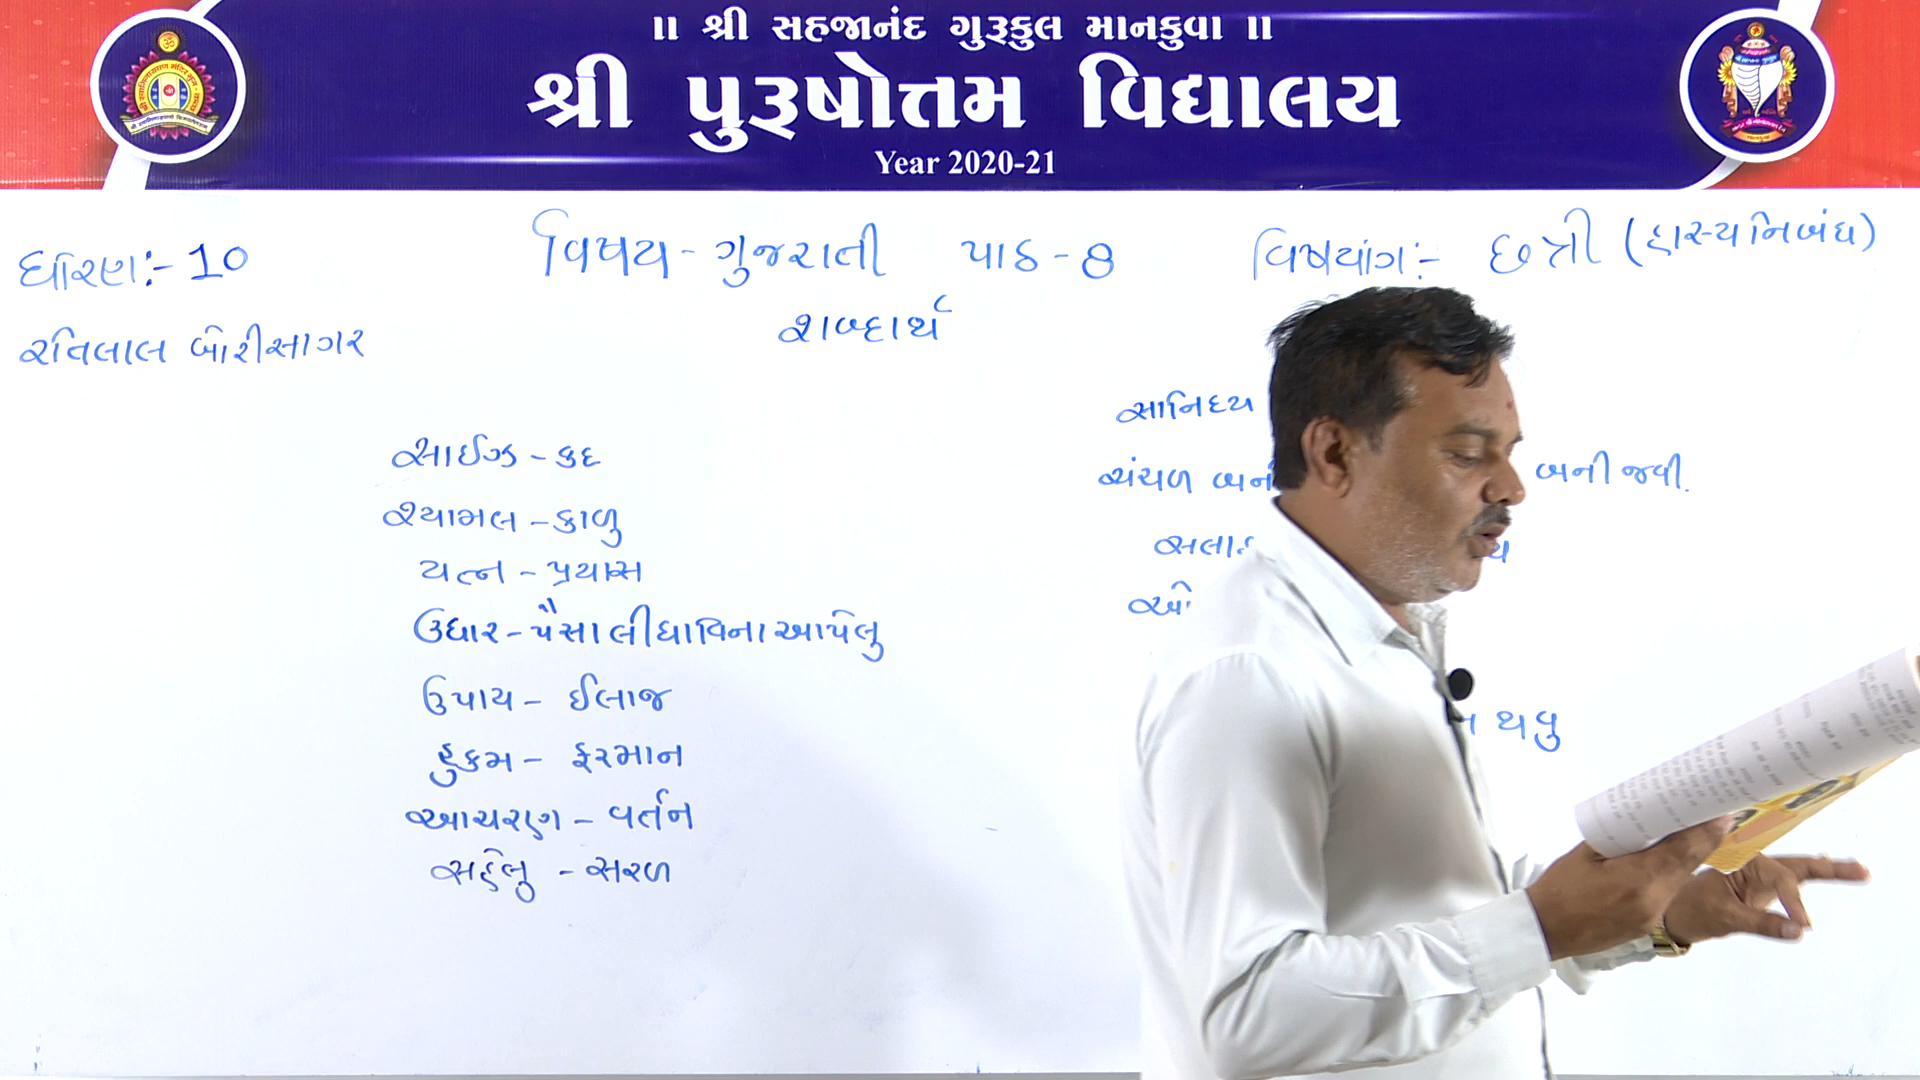 ॥ શ્રી સહજાનંદ ગુરૂકુલ માનકુવા ॥
શ્રી પુરૂષોત્તમ વિદ્યાલય
Year 2020-21
ધોરણ:- 10
વિષય - ગુજરાતી પાઠ - 8
વિષયાંગ:- છત્રી (હાસ્યનિબંધ)
રતિલાલ બોરીસાગર
શબ્દાર્થ
સાઈઝ - કદ
શ્યામલ - કાળુ
યત્ન - પ્રયાસ
ઉધાર - પૈસા લીધા વિના આપેલુ
ઉપાય - ઈલાજ
હુકમ - ફરમાન
આચરણ - વર્તન
સહેલુ - સરળ
સાનિધ્ય
ચંચળ બની જવી.
થવુ